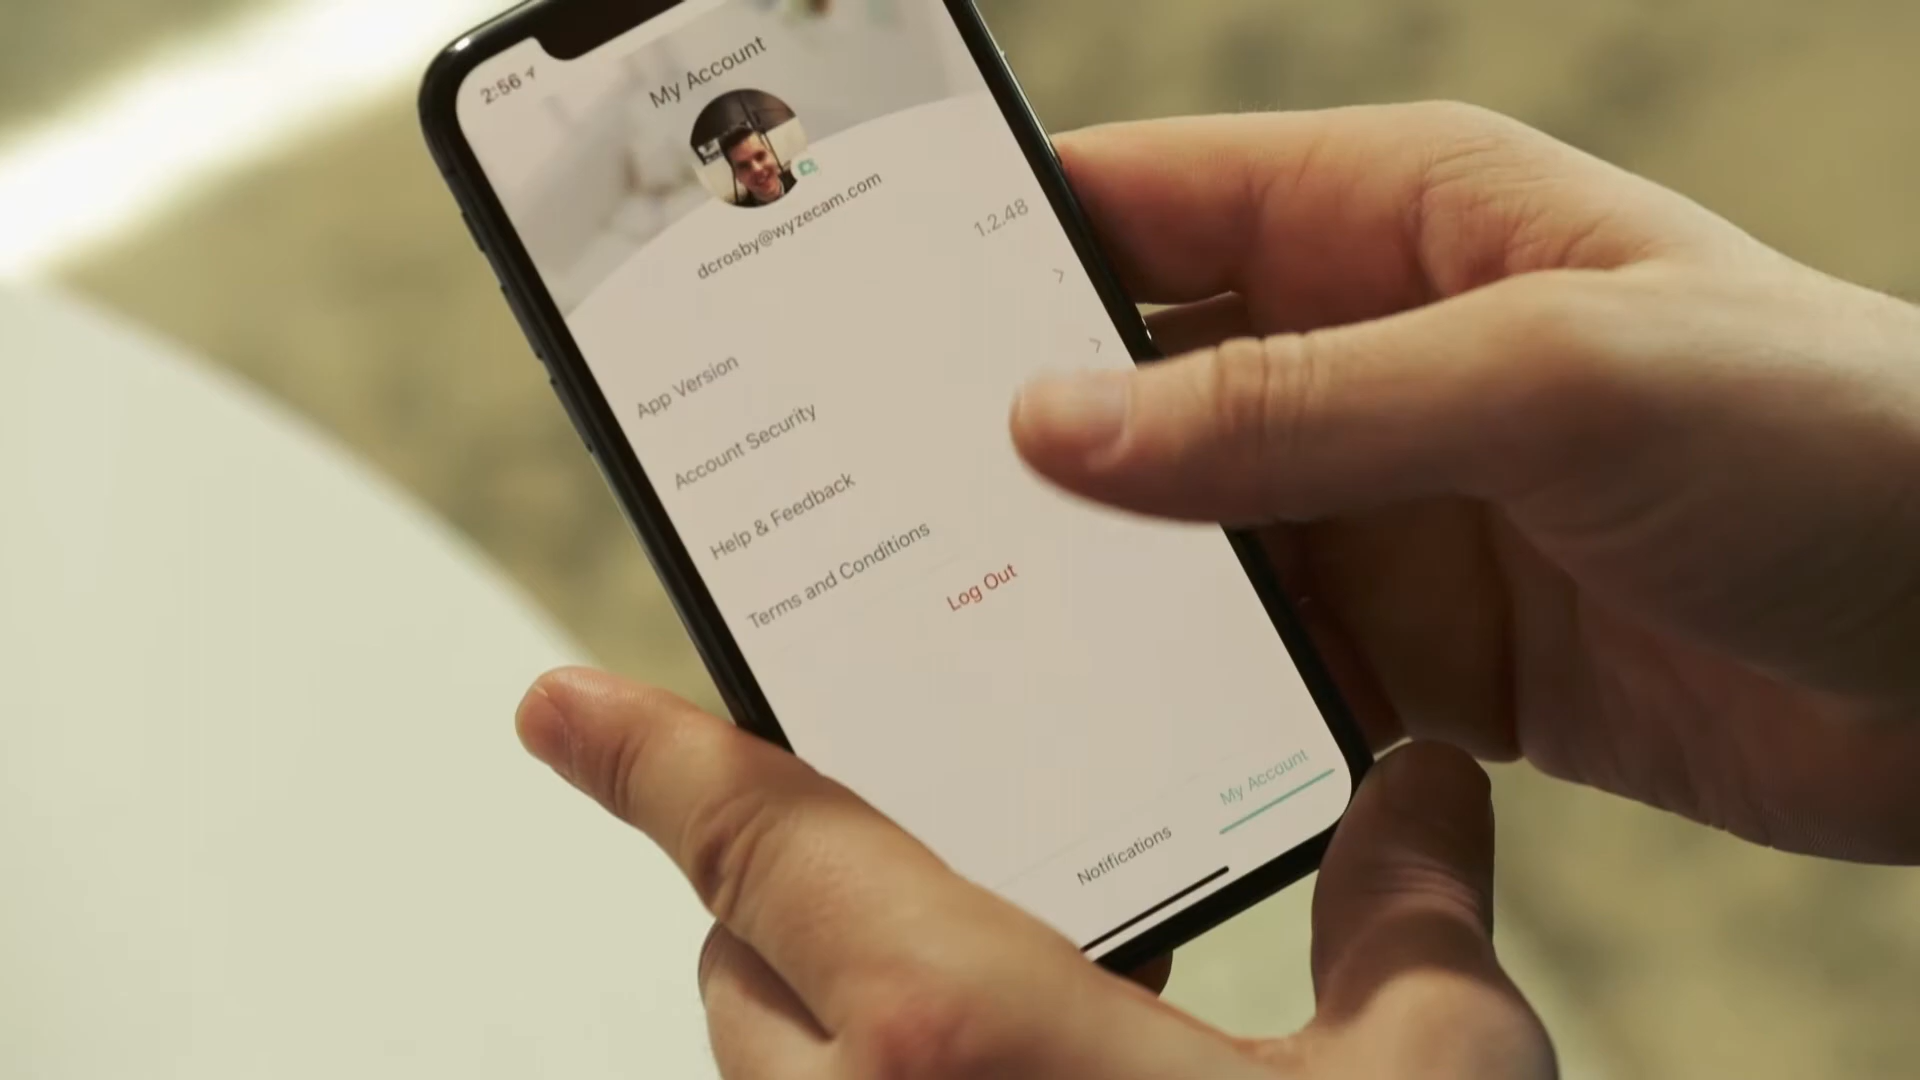 2:56
My Account
dcrosby@wyzecam.com
App Version 1.2.48
Account Security
Help & Feedback
Terms and Conditions
Log Out
Notifications
My Account